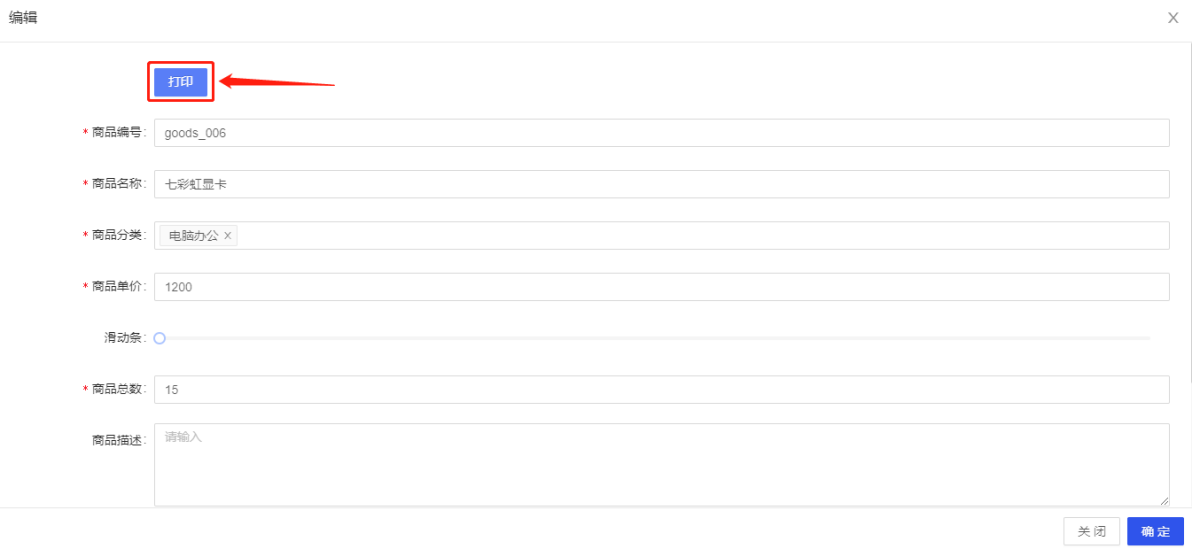 编辑
打印
* 商品编号: goods_006
* 商品名称: 七彩虹显卡
* 商品分类: 电脑办公 X
* 商品单价: 1200
滑动条:
* 商品总数: 15
商品描述: 请输入
关 闭 确 定